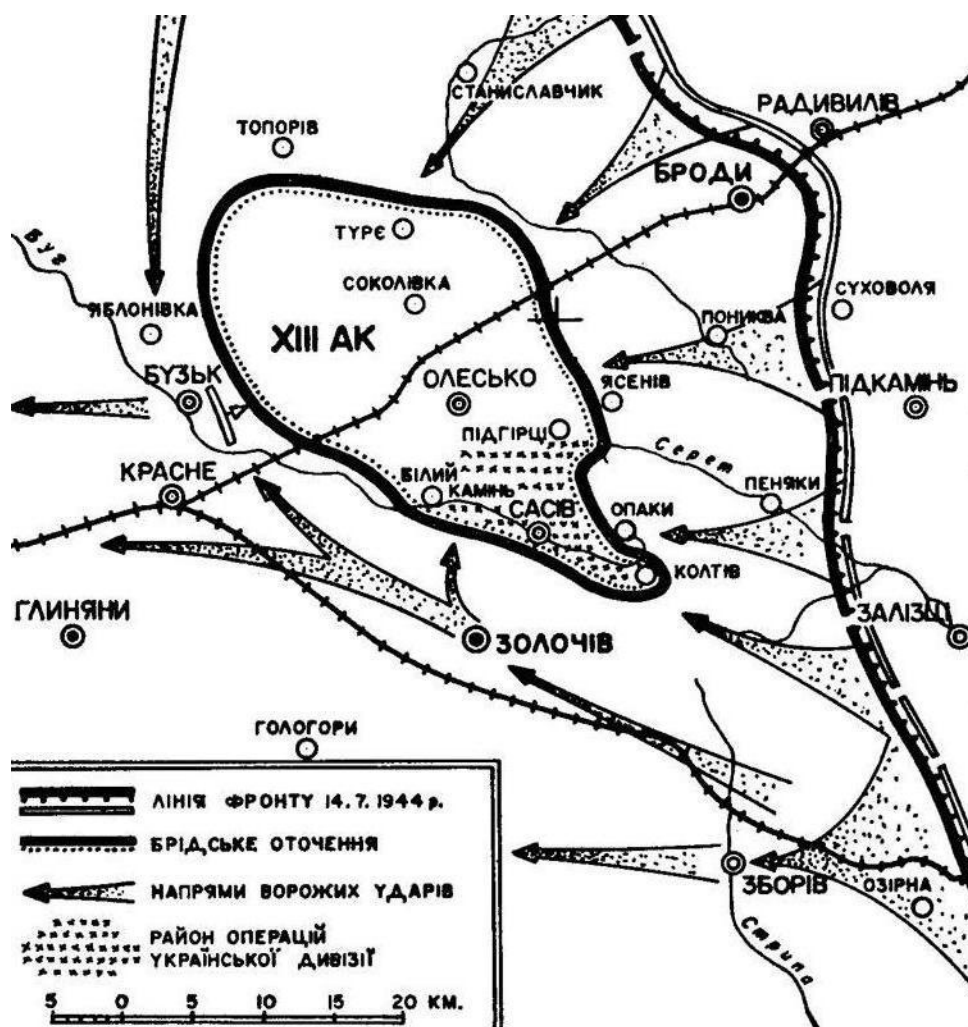 СТАНИСЛАВЧИК
РАДИВИЛІВ
ТОПОРІВ
БРОДИ
ТУРЄ
Буг
СОКОЛІВКА
СУХОВОЛЯ
ЯБЛОНІВКА
ПОНИКВА
XIII АК
БУЗЬК
ОЛЕСЬКО
ЯСЕНІВ
ПІДКАМІНЬ
ПІДГІРЦІ
Серет
КРАСНЕ
БІЛИЙ
КАМІНЬ
ПЕНЯКИ
САСІВ
ОПАКИ
КОЛТІВ
ГЛИНЯНИ
ЗАЛІЗЦІ
ЗОЛОЧІВ
ГОЛОГОРИ
ЛІНІЯ ФРОНТУ 14.7.1944 р.
БРІДСЬКЕ ОТОЧЕННЯ
НАПРЯМИ ВОРОЖИХ УДАРІВ
ЗБОРІВ
ОЗІРНА
РАЙОН ОПЕРАЦІЙ
УКРАЇНСЬКОЇ ДИВІЗІЇ
Стрипа
5 0 5 10 15 20 КМ.